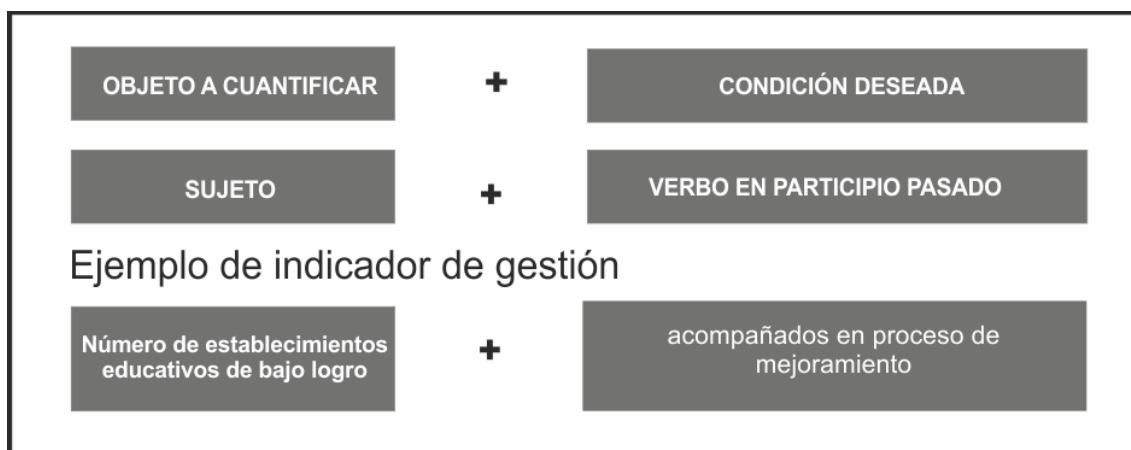 OBJETO A CUANTIFICAR + CONDICIÓN DESEADA
SUJETO + VERBO EN PARTICIPIO PASADO
Ejemplo de indicador de gestión
Número de establecimientos
educativos de bajo logro
+
acompañados en proceso de
mejoramiento